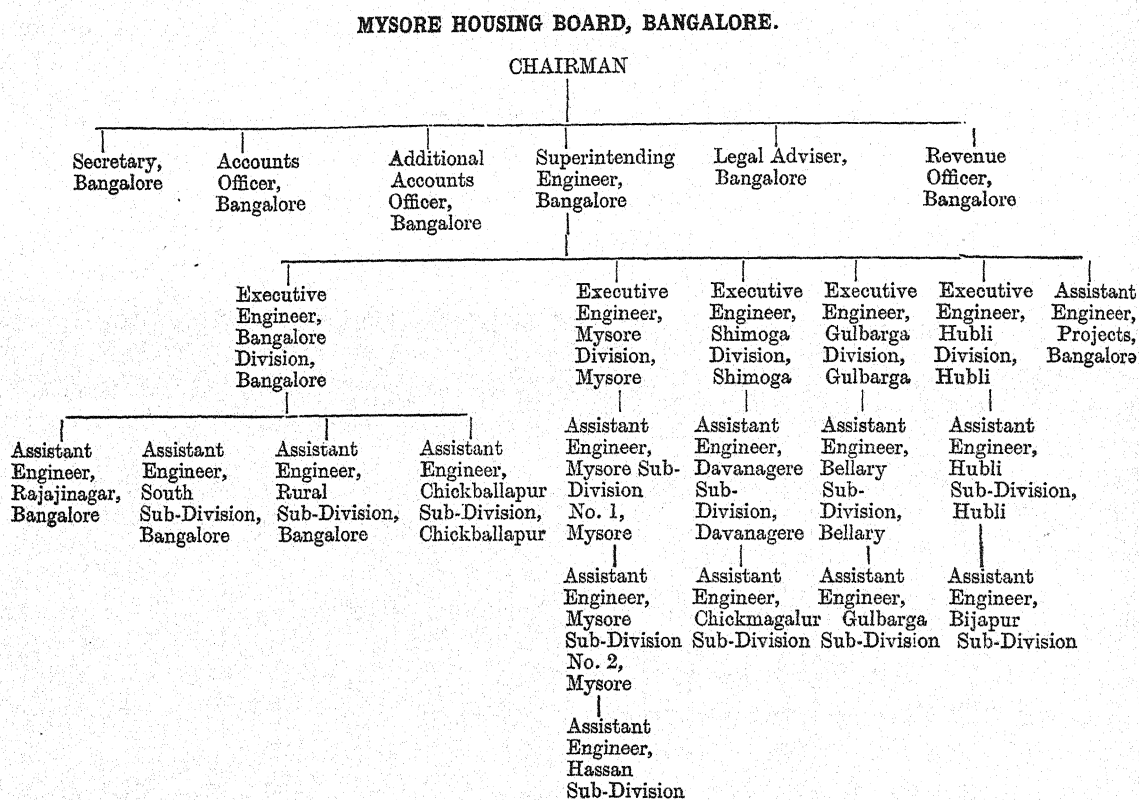 MYSORE HOUSING BOARD, BANGALORE.
CHAIRMAN
Secretary,
Bangalore
Accounts
Officer,
Bangalore
Additional
Accounts
Officer,
Bangalore
Superintending
Engineer,
Bangalore
Legal Adviser,
Bangalore
Revenue
Officer,
Bangalore
Executive
Engineer,
Bangalore
Division,
Bangalore
Executive
Engineer,
Mysore
Division,
Mysore
Executive
Engineer,
Shimoga
Division,
Shimoga
Executive
Engineer,
Gulbarga
Division,
Gulbarga
Executive
Engineer,
Hubli
Division,
Hubli
Assistant
Engineer,
Projects,
Bangalore
Assistant
Engineer,
Rajajinagar,
Bangalore
Assistant
Engineer,
South
Sub-Division,
Bangalore
Assistant
Engineer,
Rural
Sub-Division,
Bangalore
Assistant
Engineer,
Chickballapur
Sub-Division,
Chickballapur
Assistant
Engineer,
Mysore Sub-
Division
No. 1,
Mysore
Assistant
Engineer,
Davanagere
Sub-
Division,
Davanagere
Assistant
Engineer,
Bellary
Sub-
Division,
Bellary
Assistant
Engineer,
Hubli
Sub-Division,
Hubli
Assistant
Engineer,
Mysore
Sub-Division
No. 2,
Mysore
Assistant
Engineer,
Chickmagalur
Sub-Division
Assistant
Engineer,
Gulbarga
Sub-Division
Assistant
Engineer,
Bijapur
Sub-Division
Assistant
Engineer,
Hassan
Sub-Division